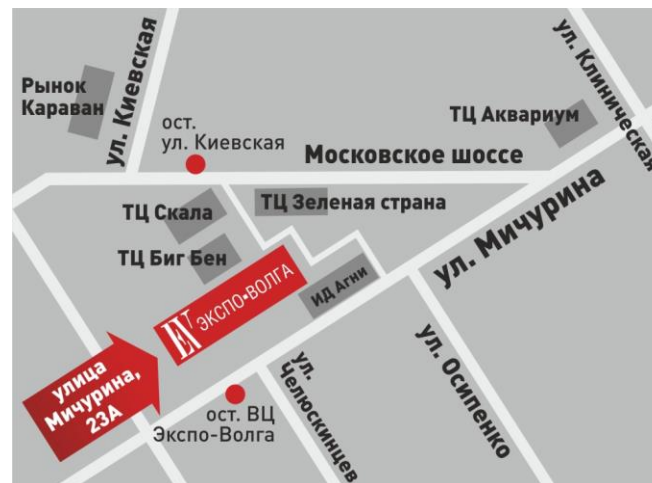 Рынок
Караван
ул. Киевская
ост.
ул. Киевская
Московское шоссе
ТЦ Аквариум
ул. Клиническая
ТЦ Скала
ТЦ Зеленая страна
ТЦ Биг Бен
ул. Мичурина
EV ЭКСПО•ВОЛГА
ИД Агни
улица
Мичурина,
23А
ост. ВЦ
Экспо-Волга
ул.
Челюскинцев
ул. Осипенко